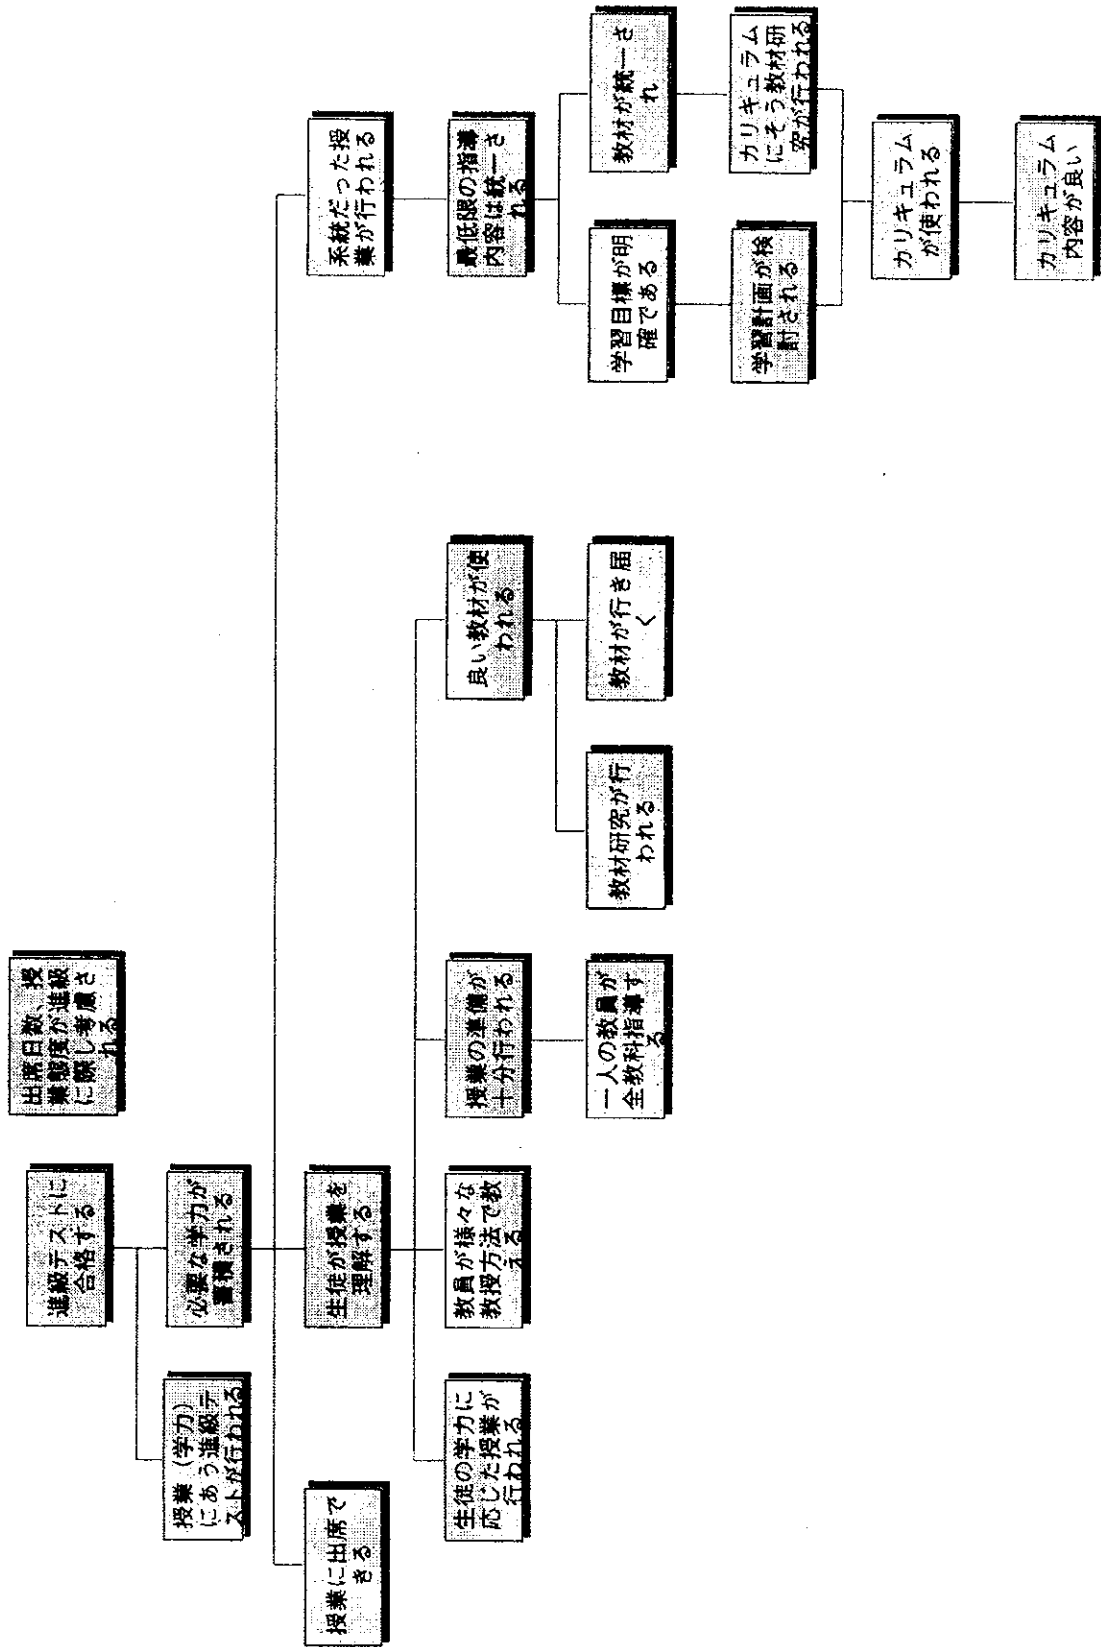 進級テストに
合格する
出席日数、授
業態度が進級
に際し考慮さ
れる
授業（学力）
にあう進級テ
ストが行われる
必要な学力が
蓄積される
授業に出席で
きる
生徒が授業を
理解する
系統だった授
業が行われる
生徒の学力に
応じた授業が
行われる
教員が様々な
教授方法で教
える
授業の準備が
十分行われる
良い教材が使
われる
最低限の指導
内容は統一さ
れる
一人の教員が
全教科指導す
る
教材研究が行
われる
教材が行き届
く
学習目標が明
確である
教材が統一さ
れ
学習計画が検
討される
カリキュラム
にそう教材研
究が行われる
カリキュラム
が使われる
カリキュラム
内容が良い